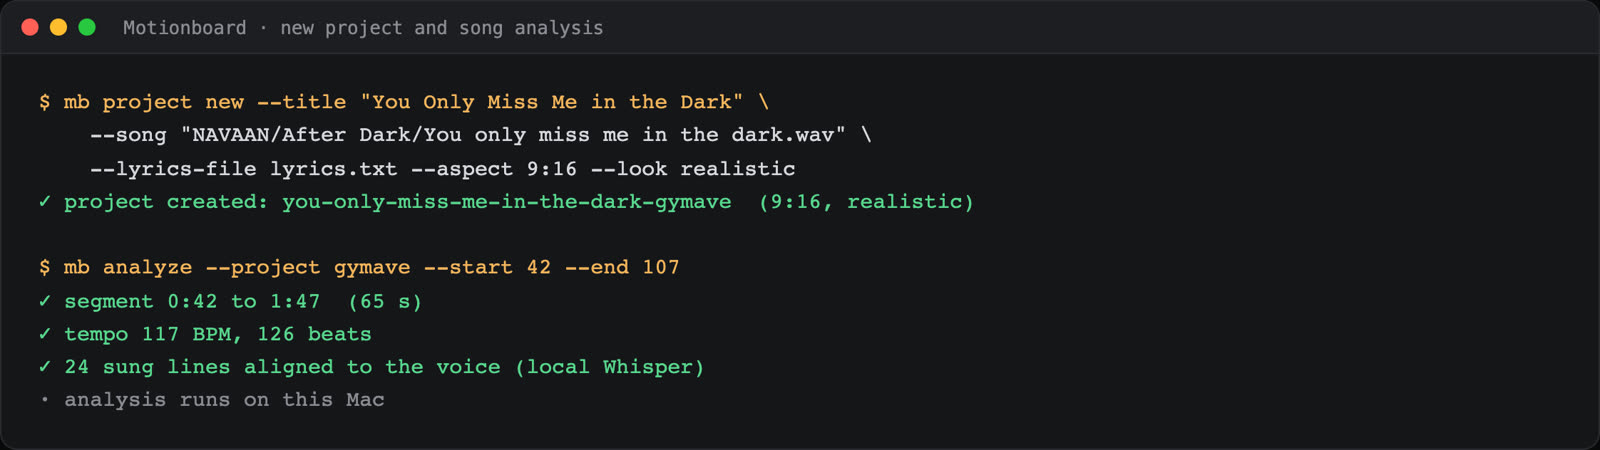 Motionboard · new project and song analysis
$ mb project new --title "You Only Miss Me in the Dark" \
--song "NAVAAN/After Dark/You only miss me in the dark.wav" \
--lyrics-file lyrics.txt --aspect 9:16 --look realistic
✓ project created: you-only-miss-me-in-the-dark-gymave (9:16, realistic)
$ mb analyze --project gymave --start 42 --end 107
✓ segment 0:42 to 1:47 (65 s)
✓ tempo 117 BPM, 126 beats
✓ 24 sung lines aligned to the voice (local Whisper)
· analysis runs on this Mac